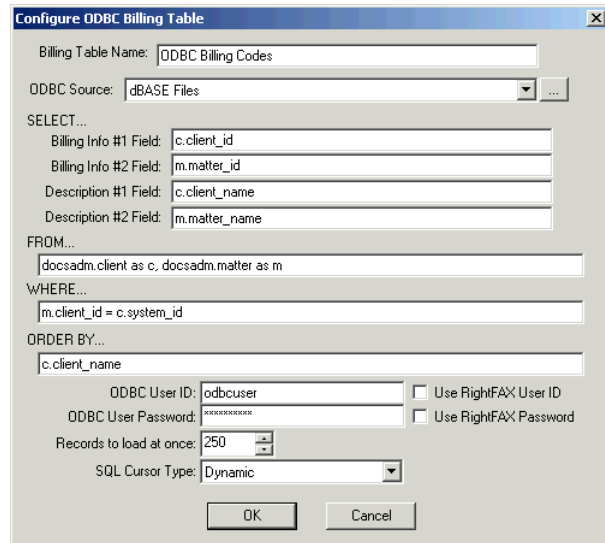 Configure ODBC Billing Table
Billing Table Name: ODBC Billing Codes
ODBC Source: dBASE Files ...
SELECT...
Billing Info #1 Field: c.client_id
Billing Info #2 Field: m.matter_id
Description #1 Field: c.client_name
Description #2 Field: m.matter_name
FROM...
docsadm.client as c, docsadm.matter as m
WHERE...
m.client_id = c.system_id
ORDER BY...
c.client_name
ODBC User ID: odbcuser Use RightFAX User ID
ODBC User Password: ********** Use RightFAX Password
Records to load at once: 250
SQL Cursor Type: Dynamic
OK Cancel